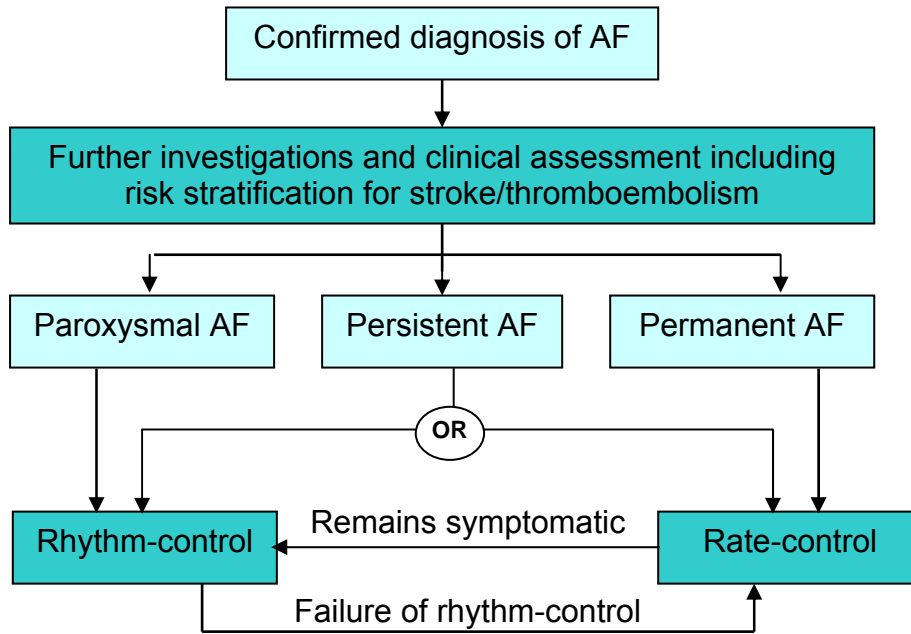 Confirmed diagnosis of AF
Further investigations and clinical assessment including
risk stratification for stroke/thromboembolism
Paroxysmal AF
Persistent AF
Permanent AF
OR
Remains symptomatic
Rhythm-control
Rate-control
Failure of rhythm-control